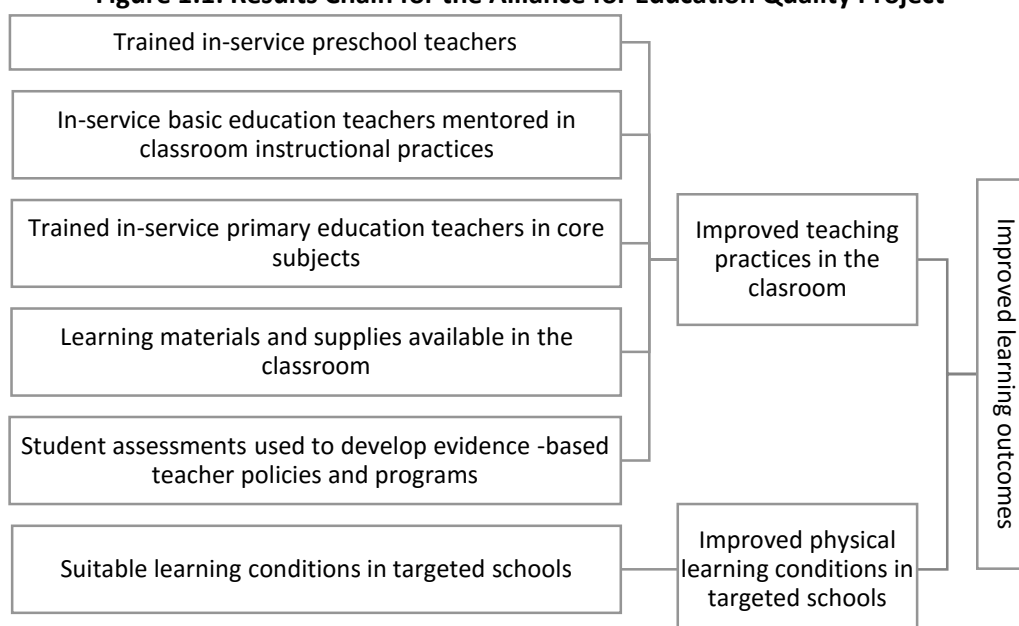 Figure 1.1. Results Chain for the Alliance for Education Quality Project
Trained in-service preschool teachers
In-service basic education teachers mentored in
classroom instructional practices
Trained in-service primary education teachers in core
subjects
Learning materials and supplies available in the
classroom
Student assessments used to develop evidence -based
teacher policies and programs
Suitable learning conditions in targeted schools
Improved teaching
practices in the
clasroom
Improved physical
learning conditions in
targeted schools
Improved learning outcomes